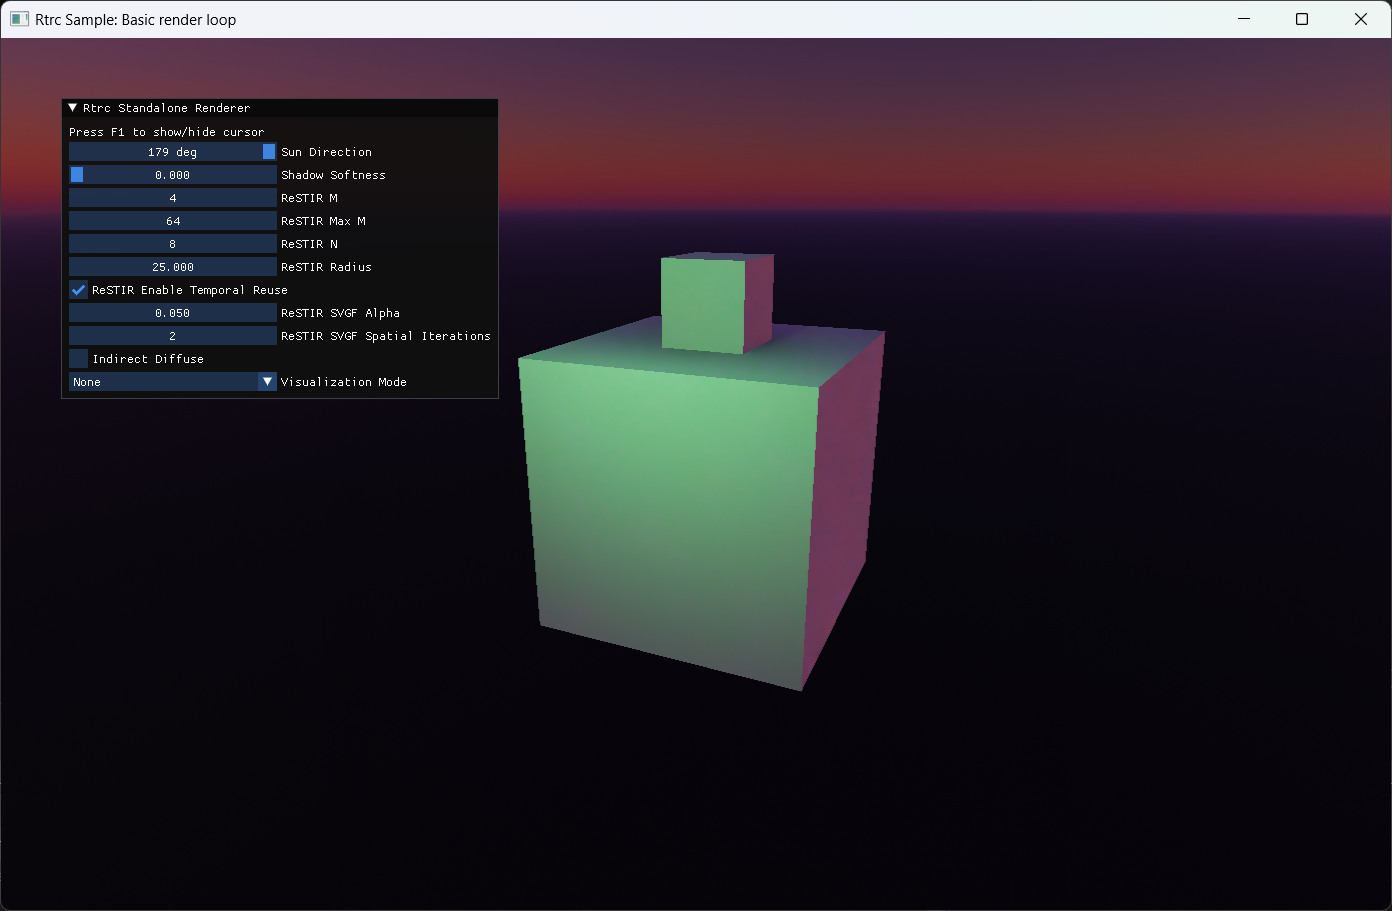 Rtrc Sample: Basic render loop
Rtrc Standalone Renderer
Press F1 to show/hide cursor
179 deg Sun Direction
0.000 Shadow Softness
4 ReSTIR M
64 ReSTIR Max M
8 ReSTIR N
25.000 ReSTIR Radius
ReSTIR Enable Temporal Reuse
0.050 ReSTIR SVGF Alpha
2 ReSTIR SVGF Spatial Iterations
Indirect Diffuse
None Visualization Mode